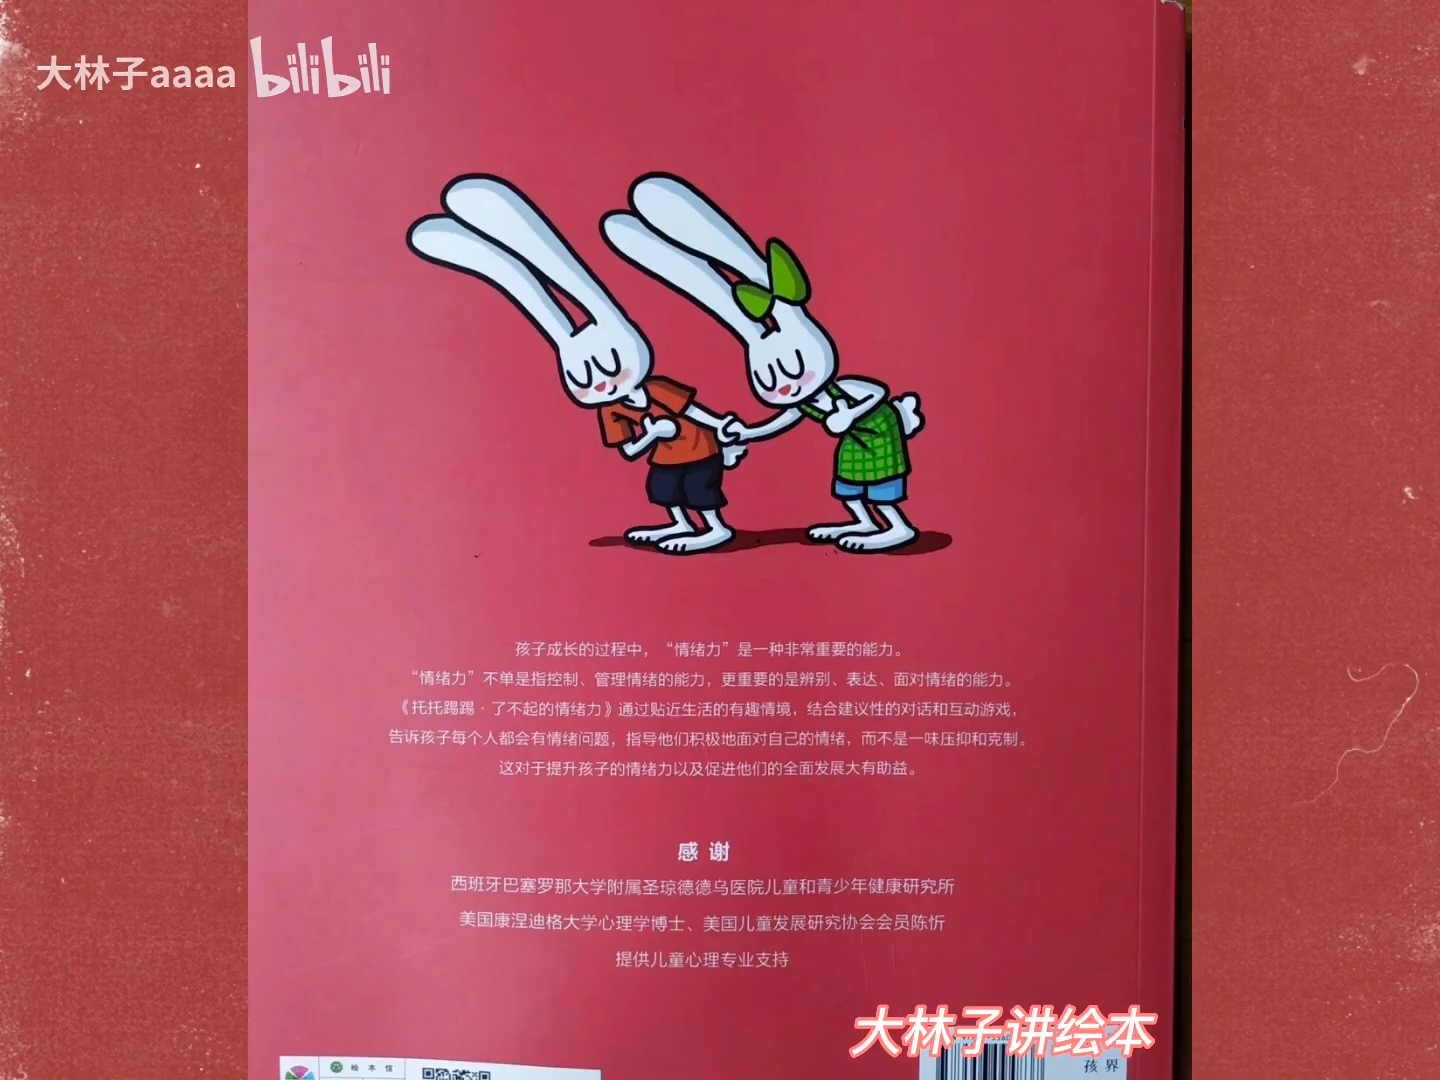 大林子aaaa bilibili
孩子成长的过程中，“情绪力”是一种非常重要的能力。
“情绪力”不单是指控制、管理情绪的能力，更重要的是辨别、表达、面对情绪的能力。
《托托踢踢·了不起的情绪力》通过贴近生活的有趣情境，结合建议性的对话和互动游戏，
告诉孩子每个人都会有情绪问题，指导他们积极地面对自己的情绪，而不是一味压抑和克制。
这对于提升孩子的情绪力以及促进他们的全面发展大有助益。
感谢
西班牙巴塞罗那大学附属圣琼德德乌医院儿童和青少年健康研究所
美国康涅迪格大学心理学博士、美国儿童发展研究协会会员陈忻
提供儿童心理专业支持
大林子讲绘本
绘本馆
孩界